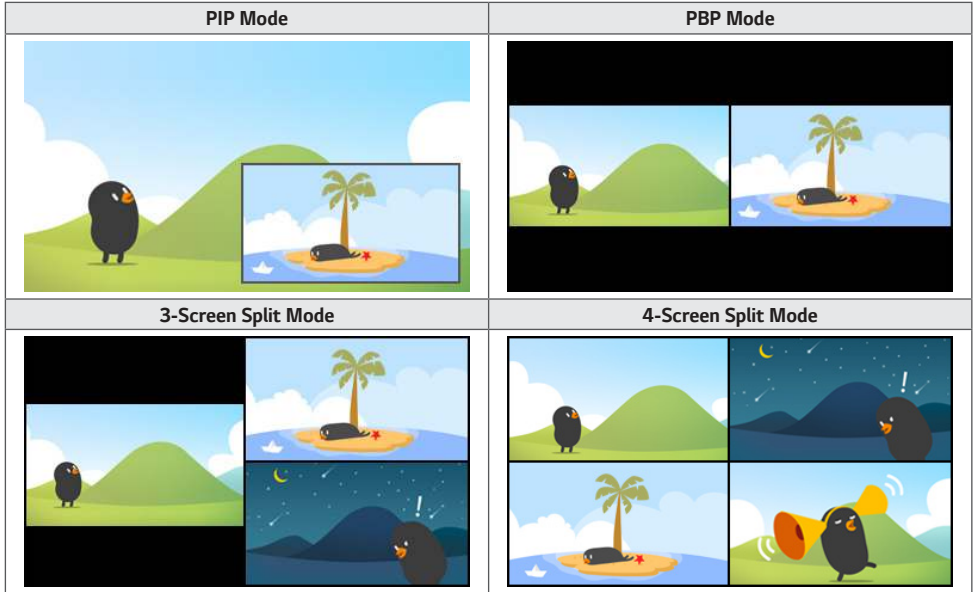 PIP Mode
PBP Mode
3-Screen Split Mode
4-Screen Split Mode